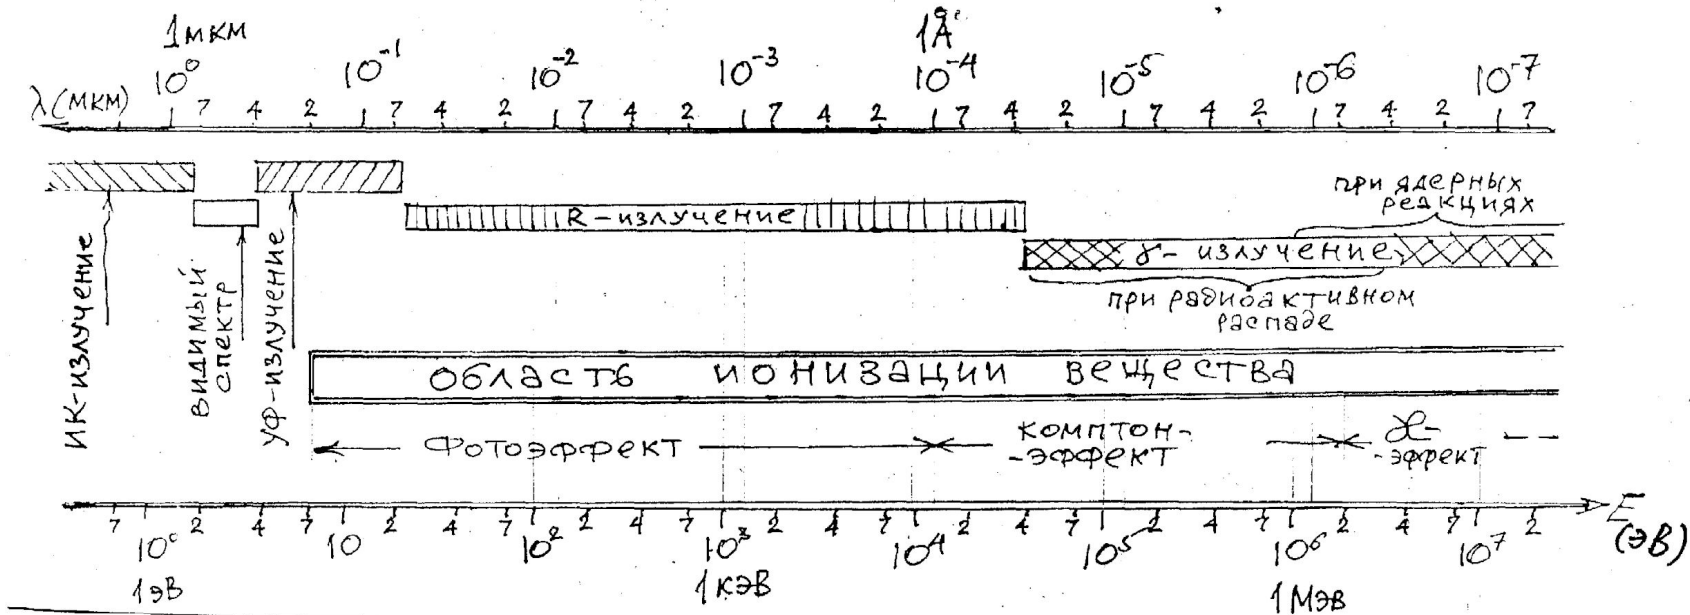 1мкм 1Å
10⁰ 10⁻¹ 10⁻² 10⁻³ 10⁻⁴ 10⁻⁵ 10⁻⁶ 10⁻⁷
λ(мкм) 7 4 2 7 4 2 7 4 2 7 4 2 7 4 2 7 4 2 7 4 2 7
при ядерных
реакциях
R-излучение
γ-излучение
при радиоактивном
распаде
ИК-излучение
видимый
спектр
УФ-излучение
область ионизации вещества
Фотоэффект
комптон-
-эффект
æ-
-эффект
7 2 4 7 2 4 7 2 4 7 2 4 7 2 4 7 2 4 7 2 4 7 2
E
(эВ)
10⁰ 10 10² 10³ 10⁴ 10⁵ 10⁶ 10⁷
1эВ 1кэВ 1Мэв